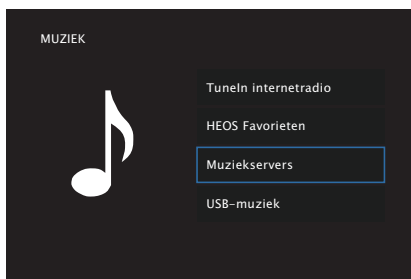 MUZIEK
TuneIn internetradio
HEOS Favorieten
Muziekservers
USB-muziek